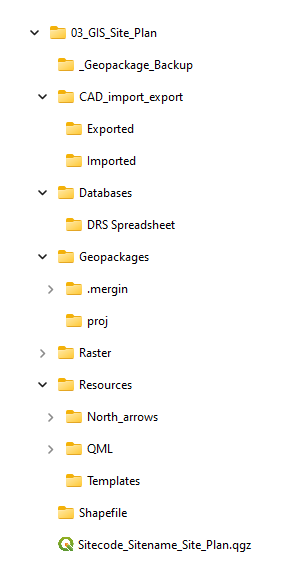 03_GIS_Site_Plan
_Geopackage_Backup
CAD_import_export
Exported
Imported
Databases
DRS Spreadsheet
Geopackages
.mergin
proj
Raster
Resources
North_arrows
QML
Templates
Shapefile
Sitecode_Sitename_Site_Plan.qgz